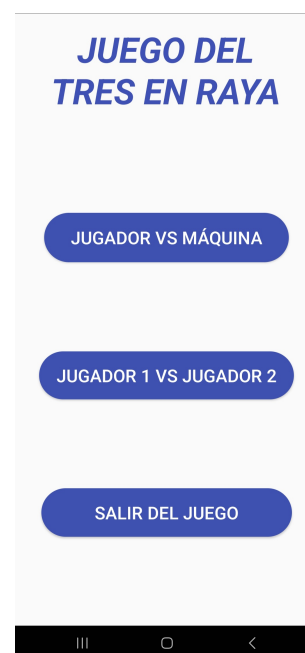 JUEGO DEL
TRES EN RAYA
JUGADOR VS MÁQUINA
JUGADOR 1 VS JUGADOR 2
SALIR DEL JUEGO